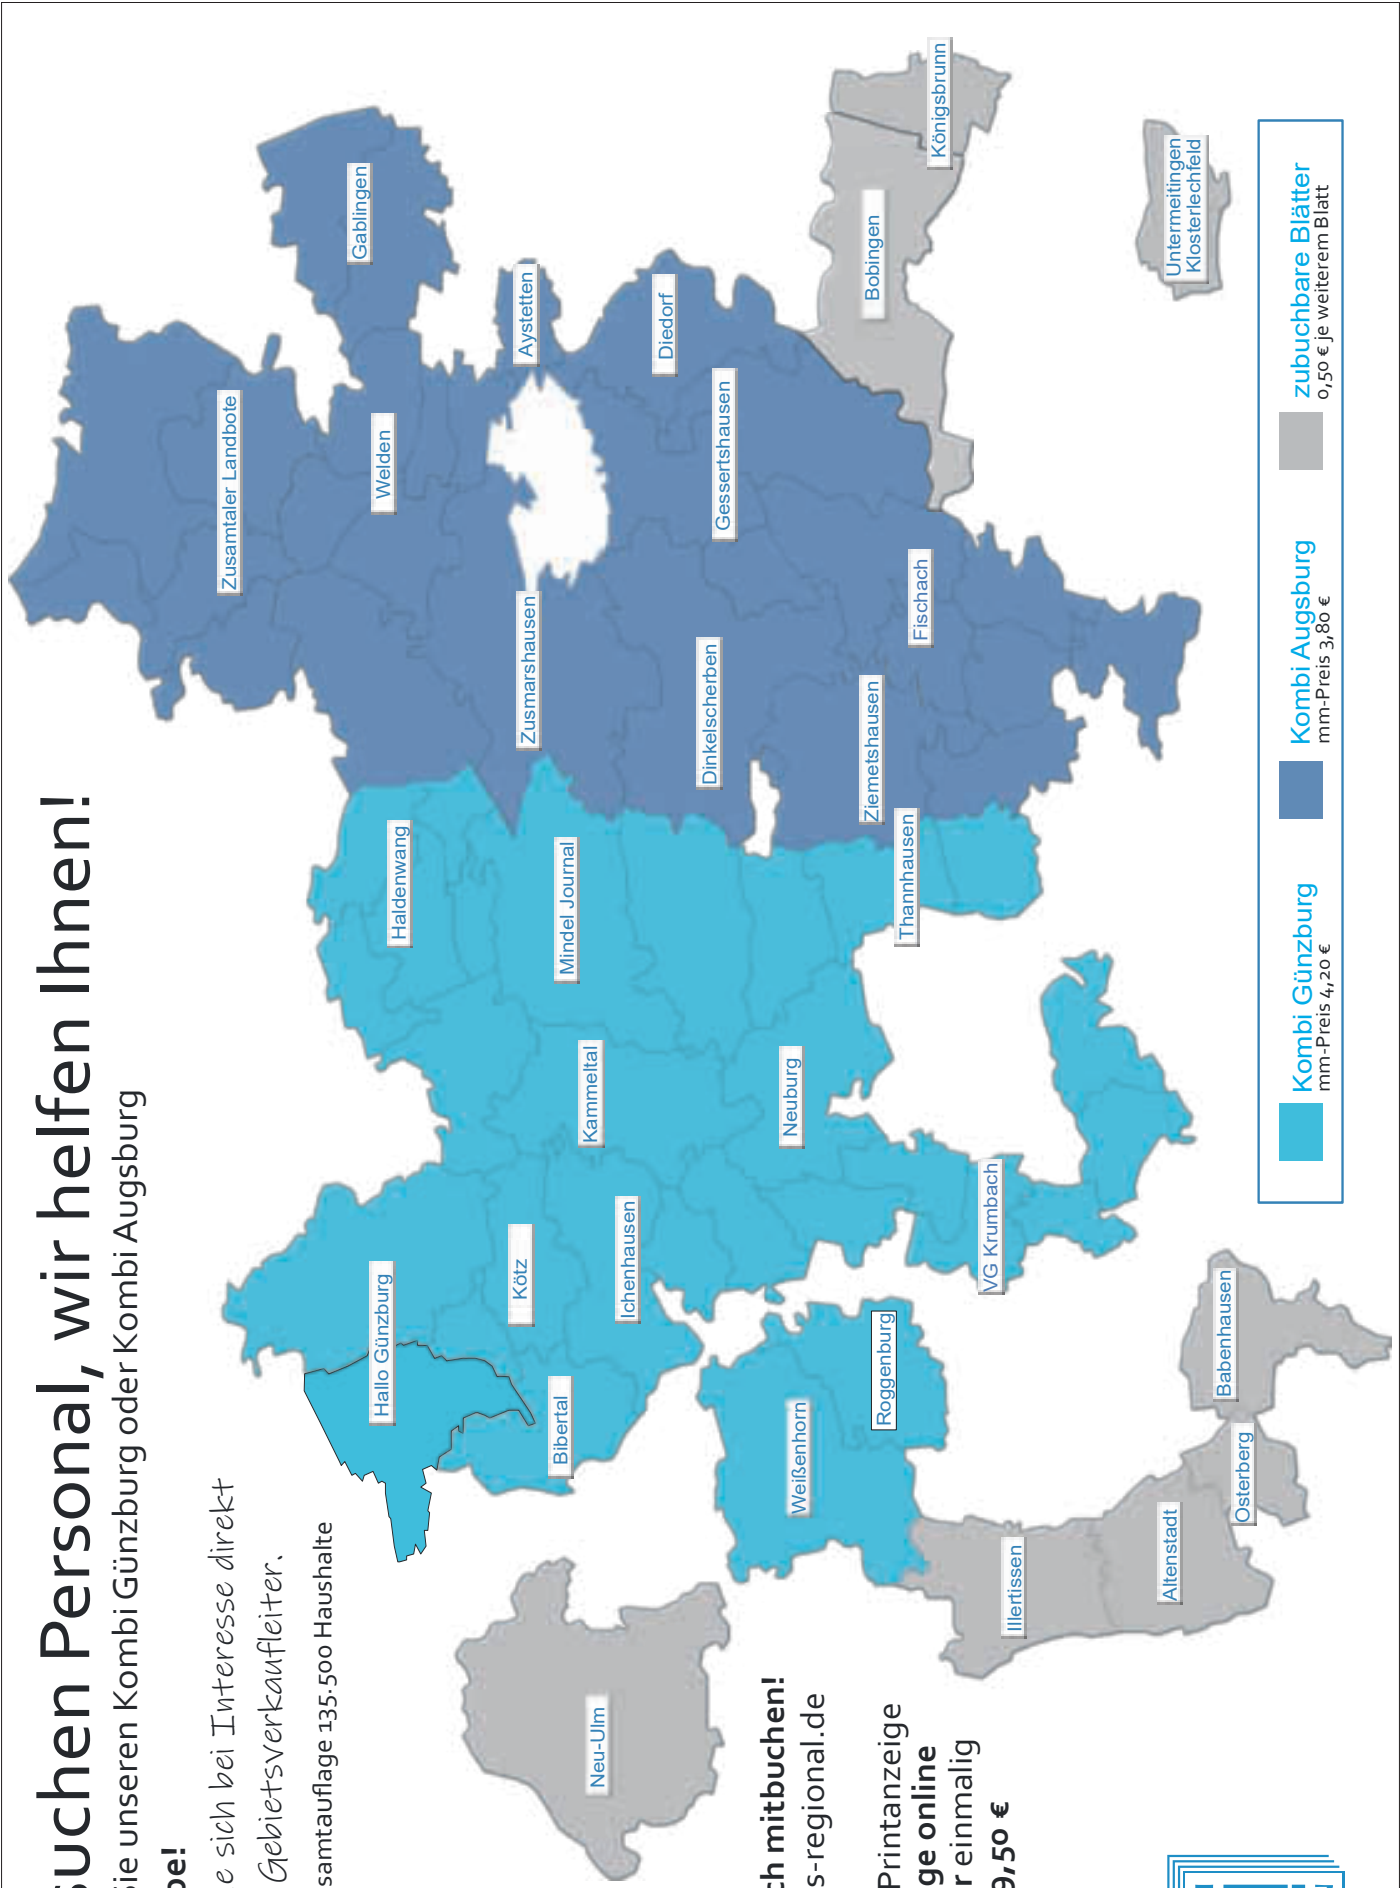 suchen Personal, wir helfen Ihnen!
Sie unseren Kombi Günzburg oder Kombi Augsburg
be!
e sich bei Interesse direkt
Gebietsverkaufleiter.
samtauflage 135.500 Haushalte
ch mitbuchen!
s-regional.de
Printanzeige
ge online
r einmalig
9,50 €
Neu-Ulm
Hallo Günzburg
Bibertal
Kötz
Ichenhausen
Kammeltal
Haldenwang
Mindel Journal
Neuburg
Thannhausen
VG Krumbach
Weißenhorn
Roggenburg
Illertissen
Altenstadt
Osterberg
Babenhausen
Zusamtaler Landbote
Welden
Gablingen
Aystetten
Zusmarshausen
Diedorf
Gessertshausen
Dinkelscherben
Ziemetshausen
Fischach
Bobingen
Königsbrunn
Untermeitingen
Klosterlechfeld
Kombi Günzburg
mm-Preis 4,20 €
Kombi Augsburg
mm-Preis 3,80 €
zubuchbare Blätter
0,50 € je weiterem Blatt